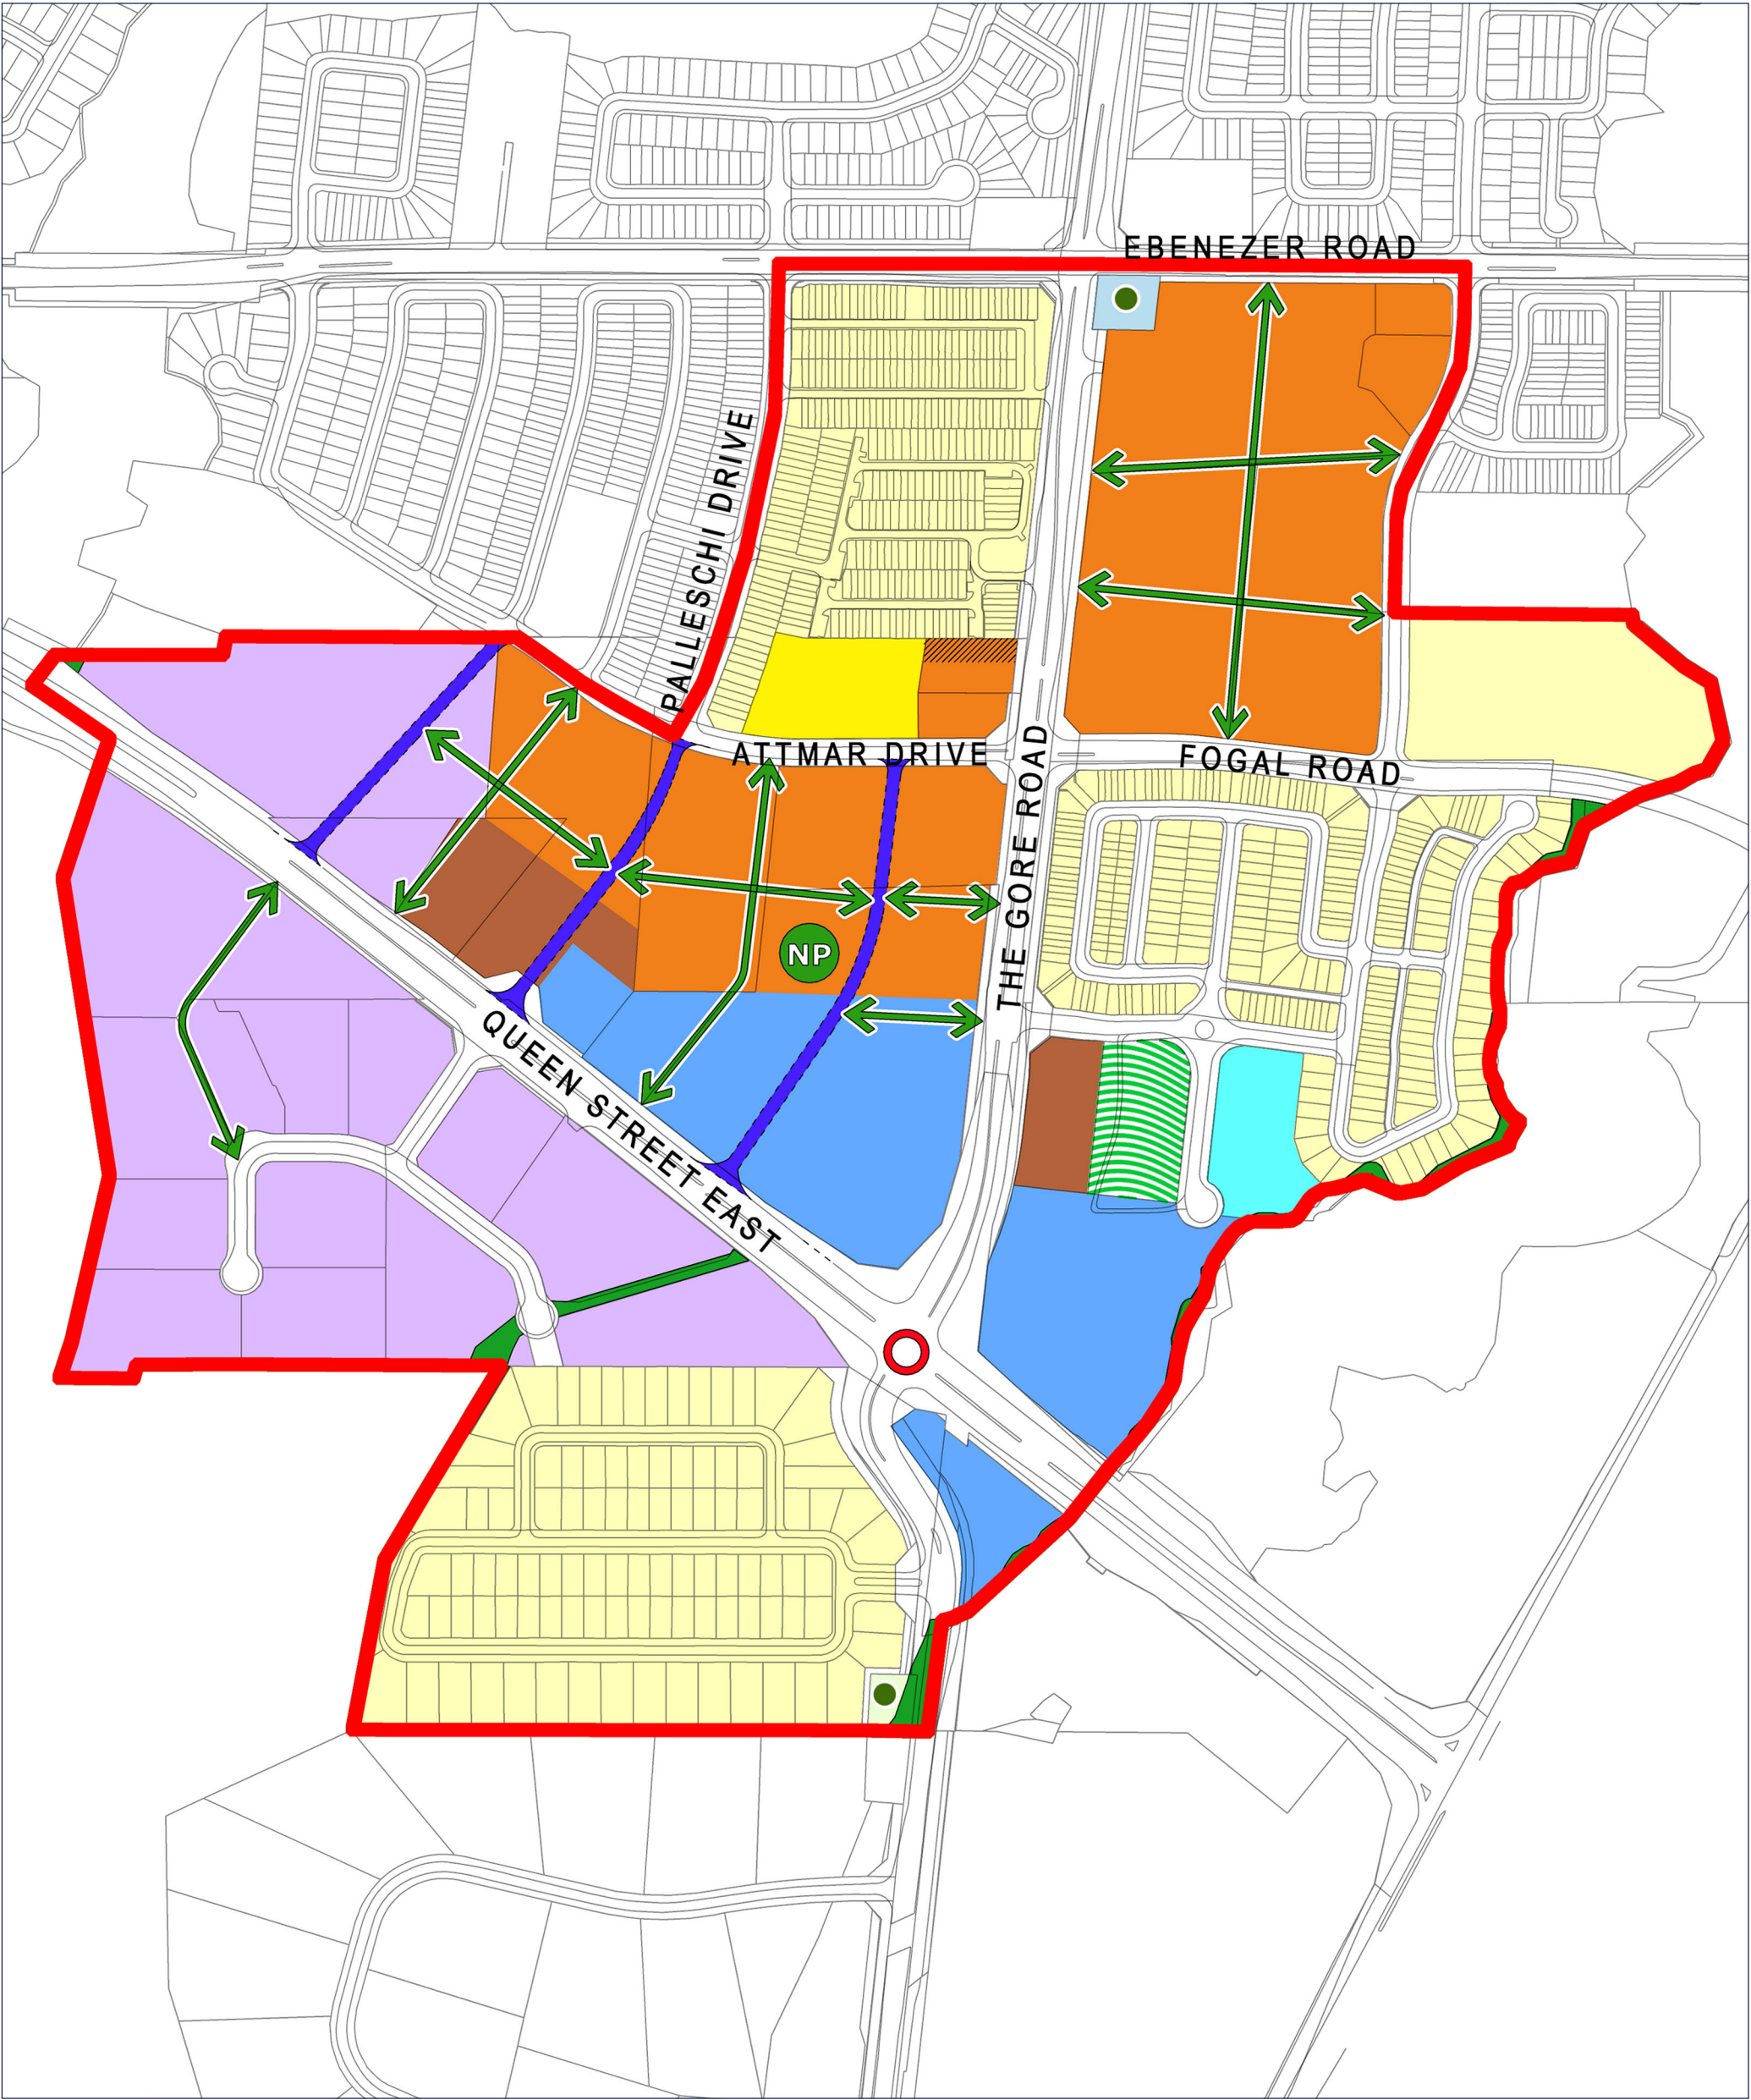 EBENEZER ROAD
PALLESCHI DRIVE
ATTMAR DRIVE
FOGAL ROAD
THE GORE ROAD
NP
QUEEN STREET EAST